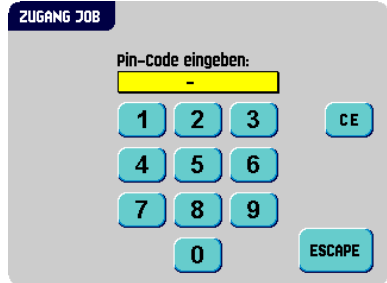 ZUGANG JOB
Pin-Code eingeben:
-
1 2 3 CE
4 5 6
7 8 9
0 ESCAPE